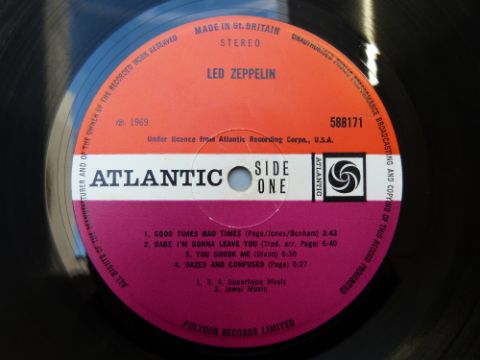 MADE IN Gt. BRITAIN
STEREO
LED ZEPPELIN
℗ 1969
588171
Under licence from Atlantic Recording Corpn., U.S.A.
ATLANTIC
SIDE
ONE
ATLANTIC
1. GOOD TIMES BAD TIMES (Page/Jones/Bonham) 2:43
2. BABE I'M GONNA LEAVE YOU (Trad. arr. Page) 6:40
3. YOU SHOOK ME (Dixon) 6:30
4. DAZED AND CONFUSED (Page) 6:27
1, 2, 4. Superhype Music
3. Jewel Music
POLYDOR RECORDS LIMITED
ALL RIGHTS OF THE MANUFACTURER AND OF THE OWNER OF THE RECORDED WORK RESERVED
UNAUTHORISED PUBLIC PERFORMANCE BROADCASTING AND COPYING OF THIS RECORD PROHIBITED